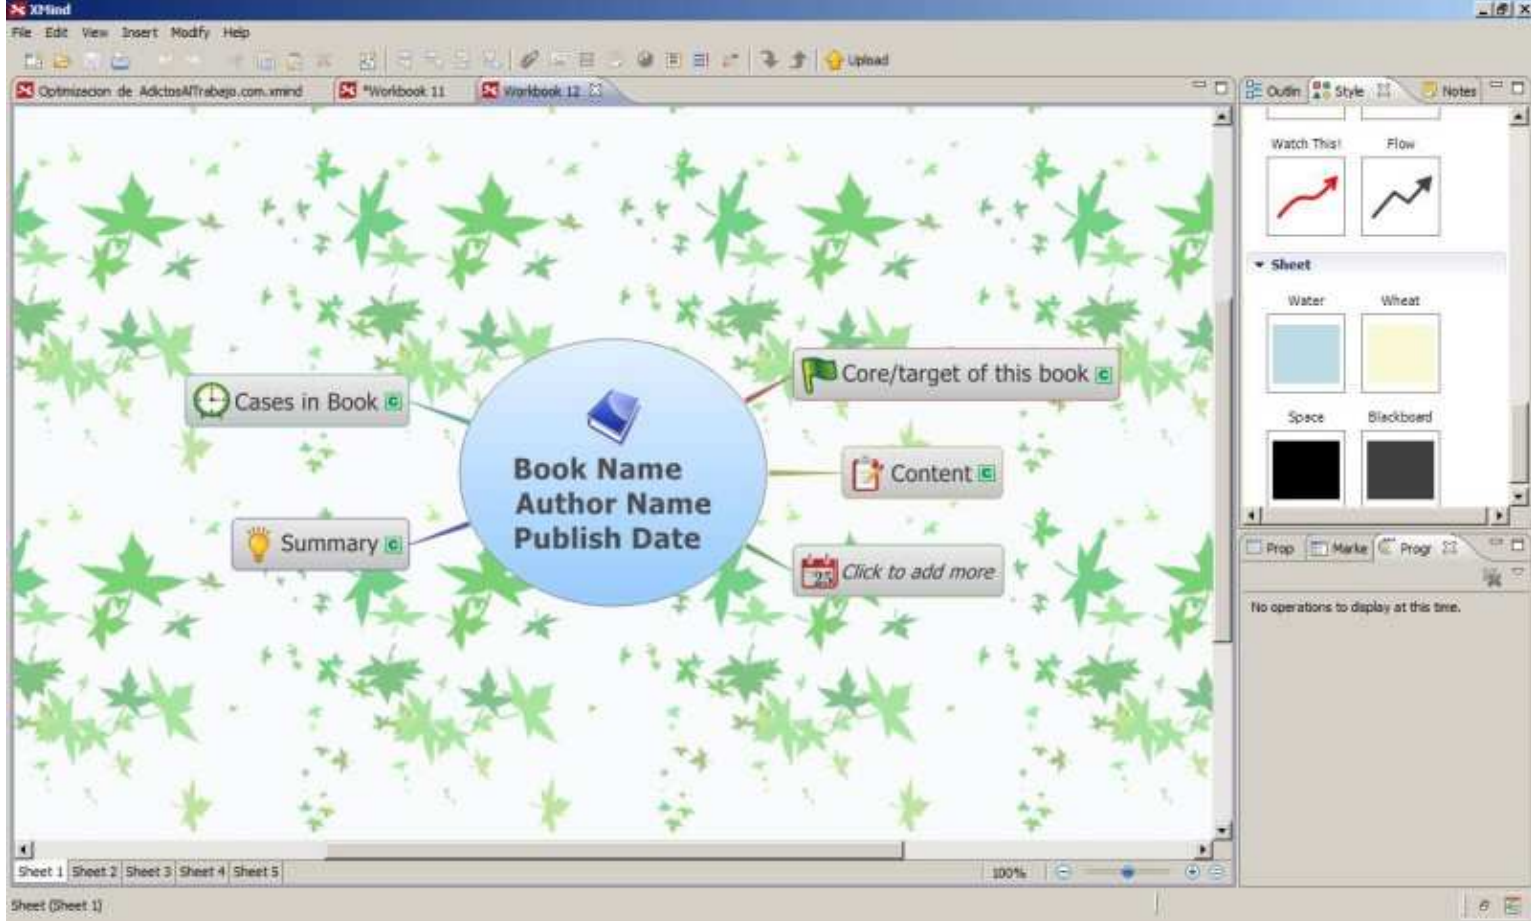 XMind
File Edit View Insert Modify Help
Upload
Optimizacion de AdictosAlTrabajo.com.xmind
*Workbook 11
Workbook 12
Outlin
Style
Notes
Watch This!
Flow
Sheet
Water
Wheat
Space
Blackboard
Core/target of this book
Cases in Book
Book Name
Author Name
Publish Date
Content
Summary
25
Click to add more
Prop
Marke
Progr
No operations to display at this time.
Sheet 1 Sheet 2 Sheet 3 Sheet 4 Sheet 5
100%
Sheet (Sheet 1)